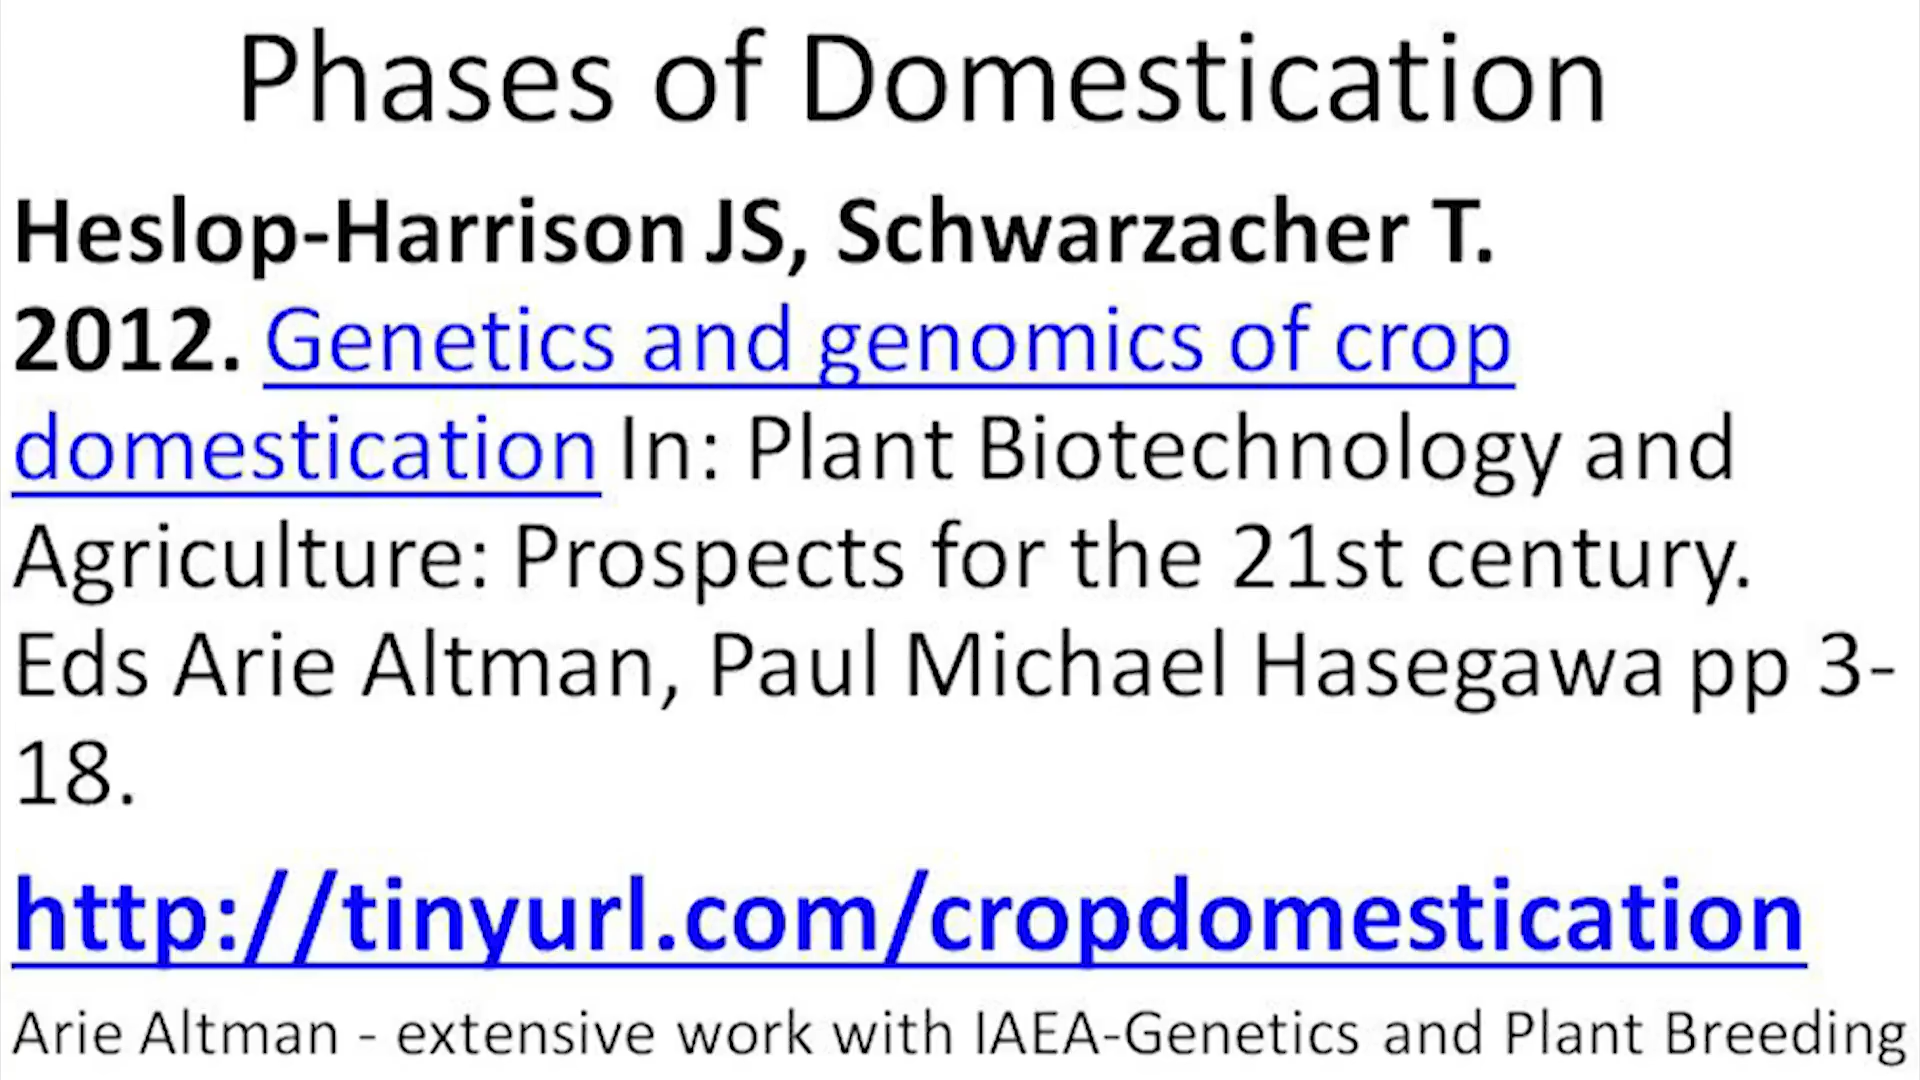 Phases of Domestication
Heslop-Harrison JS, Schwarzacher T.
2012. Genetics and genomics of crop
domestication In: Plant Biotechnology and
Agriculture: Prospects for the 21st century.
Eds Arie Altman, Paul Michael Hasegawa pp 3-
18.
http://tinyurl.com/cropdomestication
Arie Altman - extensive work with IAEA-Genetics and Plant Breeding